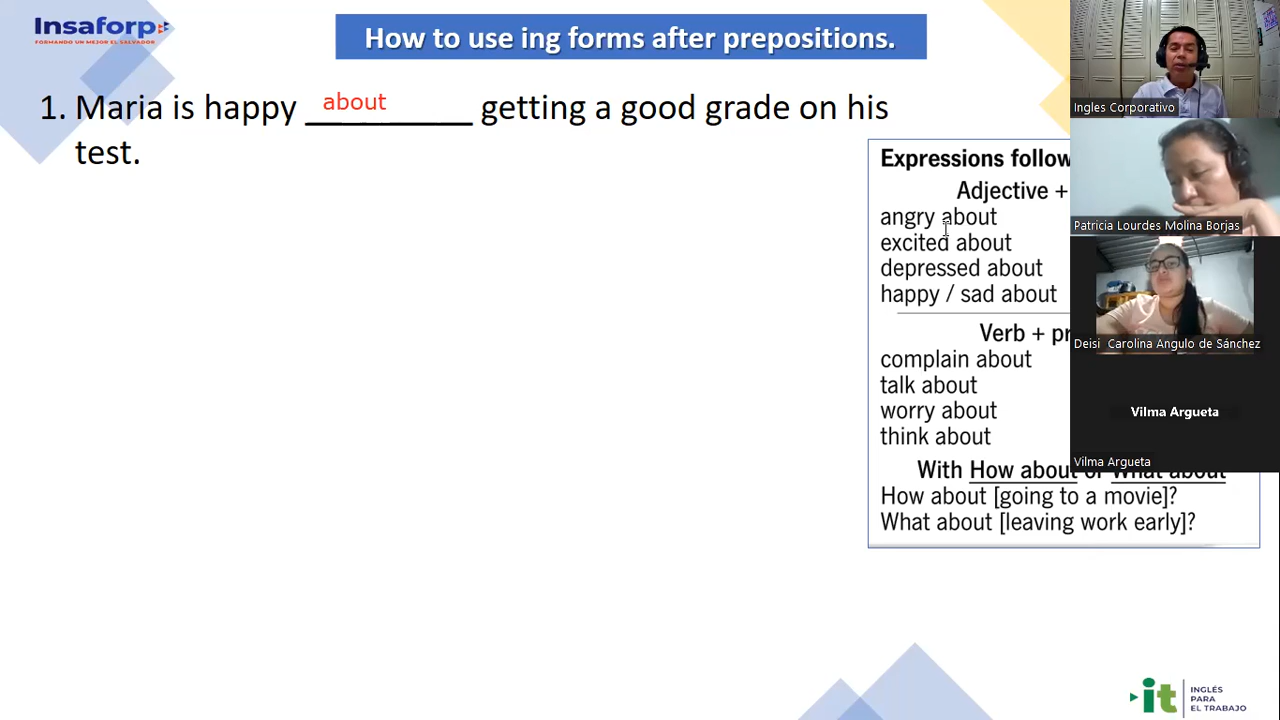 Insaforp
FORMANDO UN MEJOR EL SALVADOR
How to use ing forms after prepositions.
1. Maria is happy __________ getting a good grade on his
about
test.
Expressions follow
Adjective +
angry about
excited about
depressed about
happy / sad about
Verb + pr
complain about
talk about
worry about
think about
With How about or What about
How about [going to a movie]?
What about [leaving work early]?
Ingles Corporativo
Patricia Lourdes Molina Borjas
Deisi Carolina Angulo de Sánchez
Vilma Argueta
Vilma Argueta
it
INGLÉS
PARA
EL TRABAJO